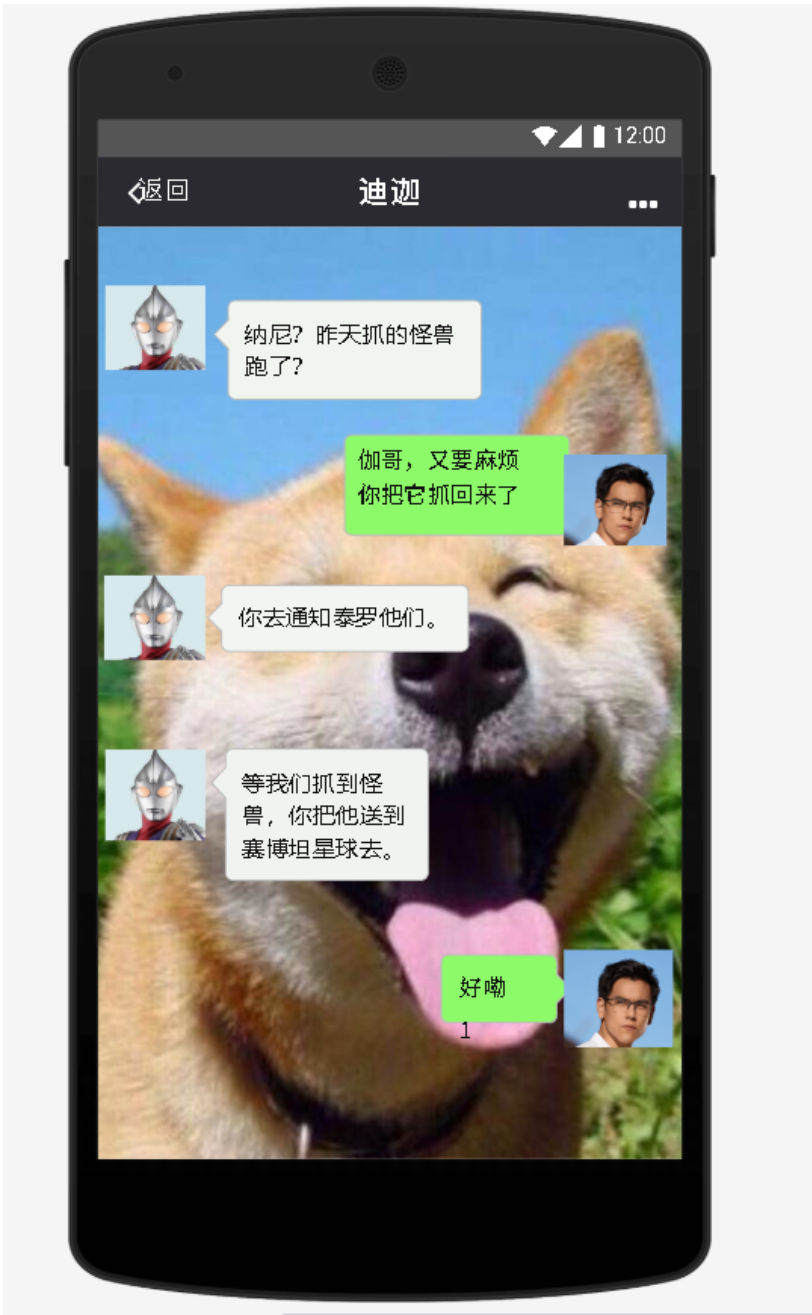 12:00
返回
迪迦
纳尼？昨天抓的怪兽
跑了？
伽哥，又要麻烦
你把它抓回来了
你去通知泰罗他们。
等我们抓到怪
兽，你把他送到
赛博坦星球去。
好嘞
1